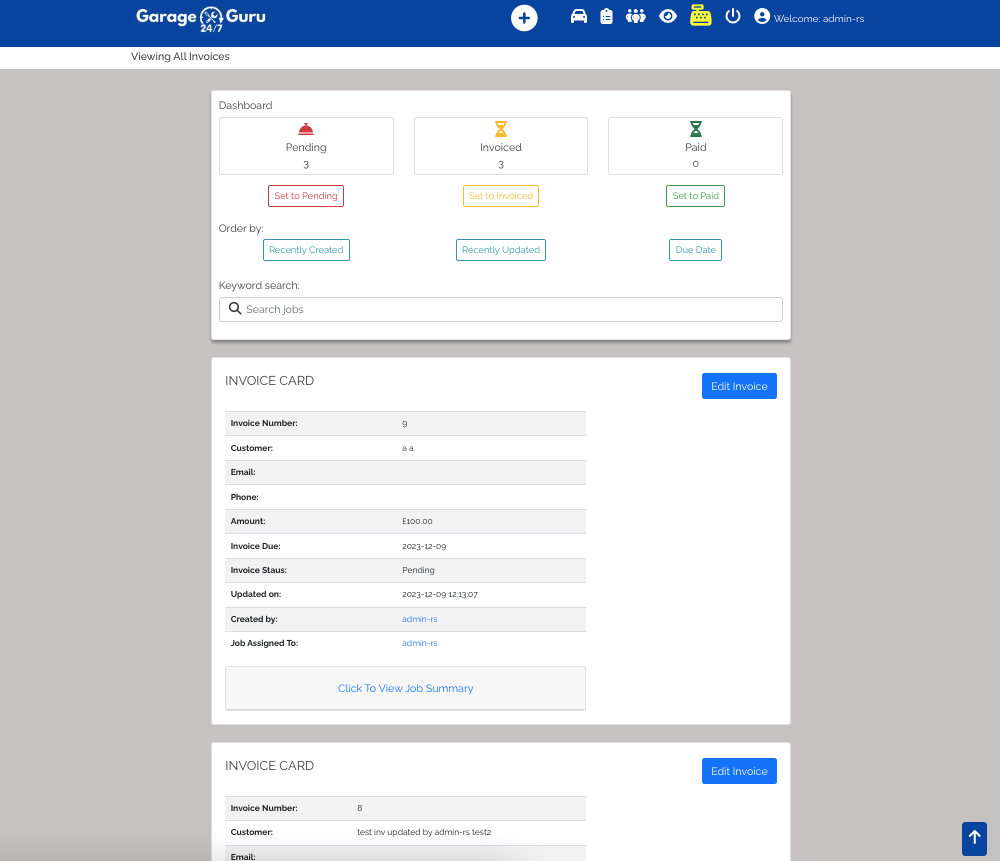 Garage Guru
24/7
Welcome: admin-rs
Viewing All Invoices
Dashboard
Pending Invoiced Paid
3 3 0
Set to Pending Set to Invoiced Set to Paid
Order by:
Recently Created Recently Updated Due Date
Keyword search:
Search jobs
INVOICE CARD Edit Invoice
Invoice Number: 9
Customer: a a
Email:
Phone:
Amount: £100.00
Invoice Due: 2023-12-09
Invoice Staus: Pending
Updated on: 2023-12-09 12:13:07
Created by: admin-rs
Job Assigned To: admin-rs
Click To View Job Summary
INVOICE CARD Edit Invoice
Invoice Number: 8
Customer: test inv updated by admin-rs test2
Email: